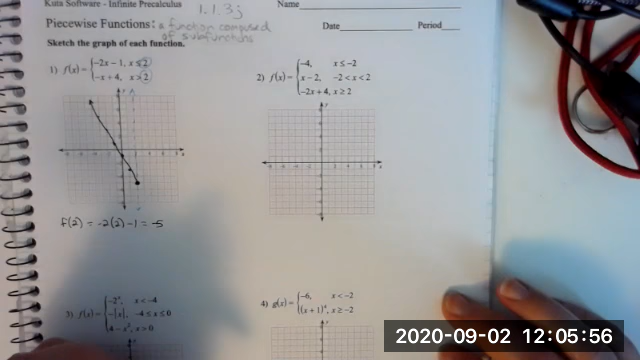 Kuta Software - Infinite Precalculus
1.1.3j
Name
Piecewise Functions: a function composed
of subfunctions
Date
Period
Sketch the graph of each function.
1) f(x) = { -2x - 1, x ≤ 2
-x + 4, x > 2
2) f(x) = { -4, x ≤ -2
x - 2, -2 < x < 2
-2x + 4, x ≥ 2
f(2) = -2(2) - 1 = -5
3) f(x) = { -2ˣ, x < -4
-|x|, -4 ≤ x ≤ 0
4 - x², x > 0
4) g(x) = { -6, x < -2
(x + 1)², x ≥ -2
2020-09-02 12:05:56